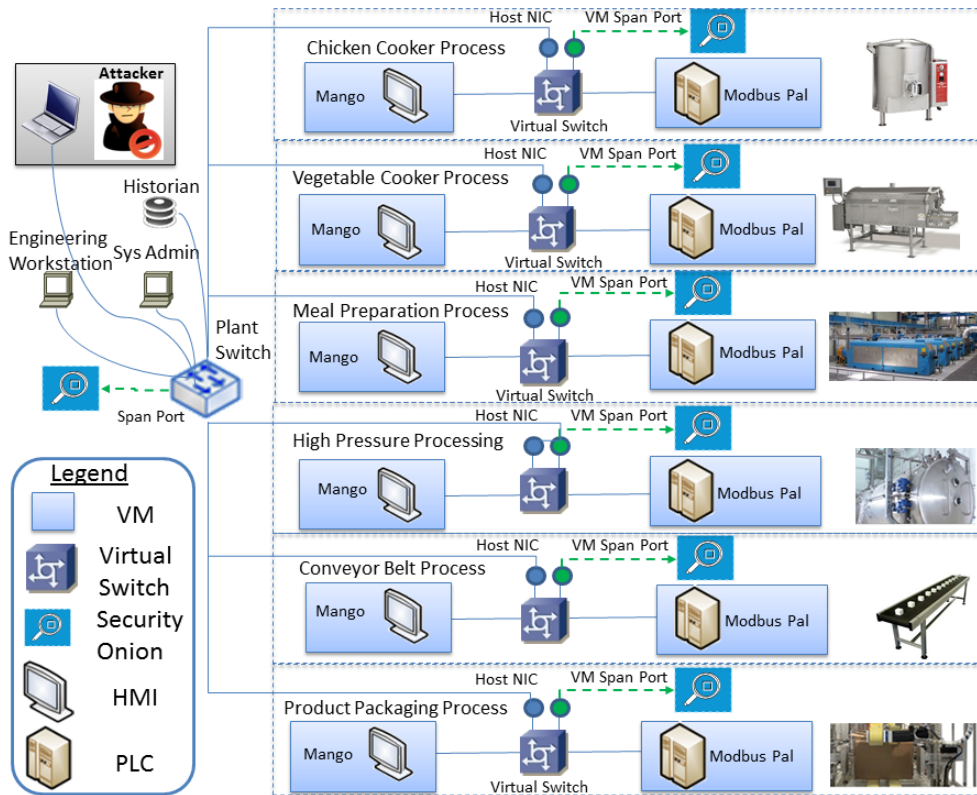 Attacker
Historian
Engineering
Workstation
Sys Admin
Plant
Switch
Span Port
Legend
VM
Virtual
Switch
Security
Onion
HMI
PLC
Host NIC
VM Span Port
Chicken Cooker Process
Mango
Modbus Pal
Virtual Switch
Host NIC
VM Span Port
Vegetable Cooker Process
Mango
Modbus Pal
Virtual Switch
Host NIC
VM Span Port
Meal Preparation Process
Mango
Modbus Pal
Virtual Switch
Host NIC
VM Span Port
High Pressure Processing
Mango
Modbus Pal
Host NIC
VM Span Port
Conveyor Belt Process
Mango
Modbus Pal
Host NIC
VM Span Port
Product Packaging Process
Mango
Modbus Pal
Virtual Switch